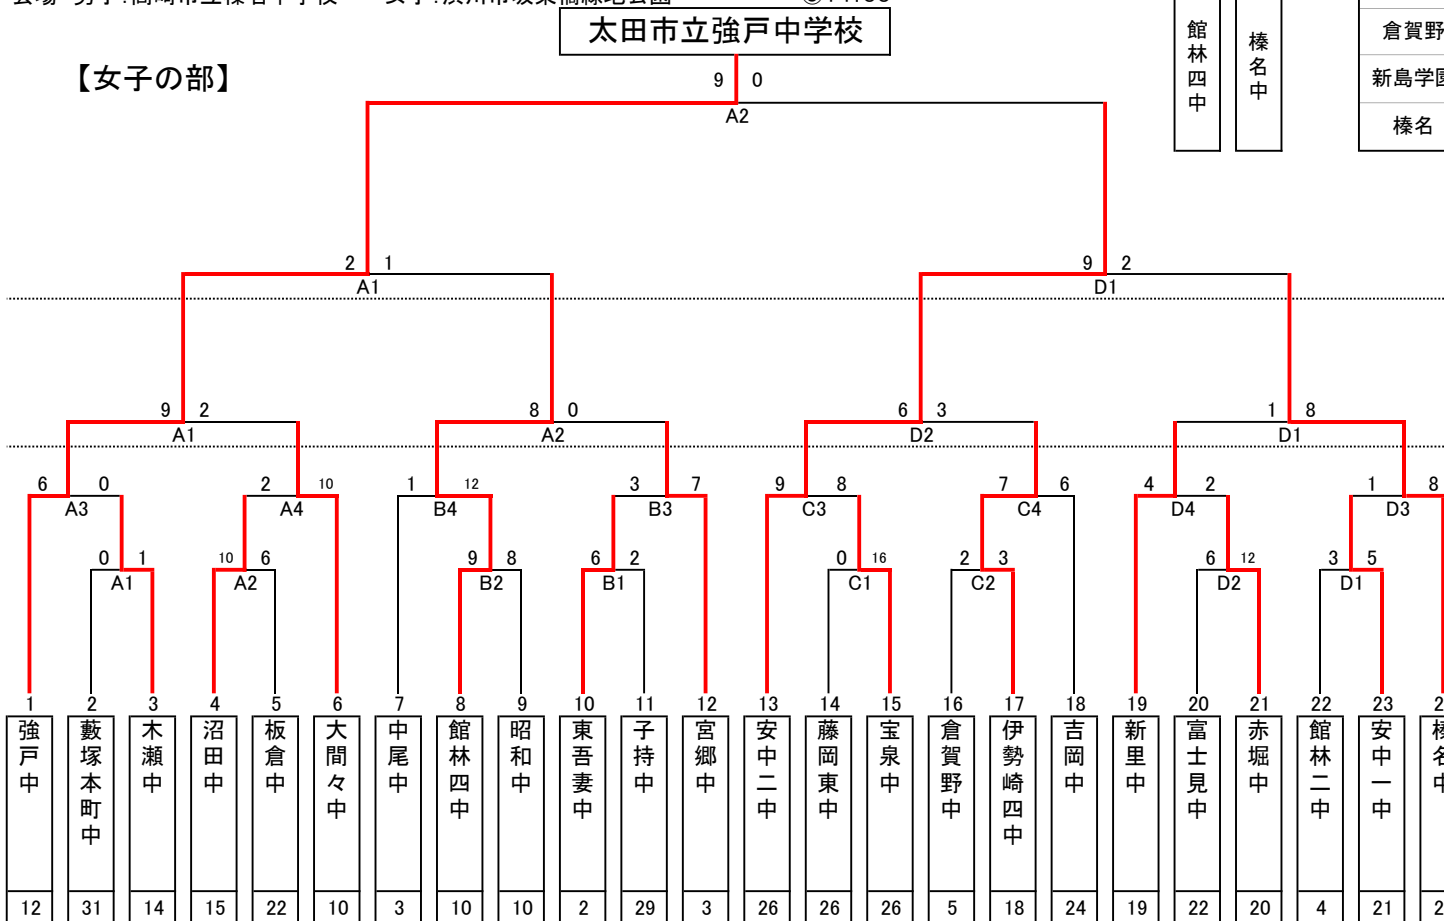 太田市立強戸中学校
【女子の部】
館林四中
榛名中
倉賀野
新島学園
榛名
9 0
A2
2 1
A1
9 2
D1
9 2
A1
8 0
A2
6 3
D2
1 8
D1
6 0
A3
2 10
A4
1 12
B4
3 7
B3
9 8
C3
7 6
C4
4 2
D4
1 8
D3
0 1
A1
10 6
A2
9 8
B2
6 2
B1
0 16
C1
2 3
C2
6 12
D2
3 5
D1
1 2 3 4 5 6 7 8 9 10 11 12 13 14 15 16 17 18 19 20 21 22 23
強戸中
藪塚本町中
木瀬中
沼田中
板倉中
大間々中
中尾中
館林四中
昭和中
東吾妻中
子持中
宮郷中
安中二中
藤岡東中
宝泉中
倉賀野中
伊勢崎四中
吉岡中
新里中
富士見中
赤堀中
館林二中
安中一中
榛名中
12 31 14 15 22 10 3 10 10 2 29 3 26 26 26 5 18 24 19 22 20 4 21